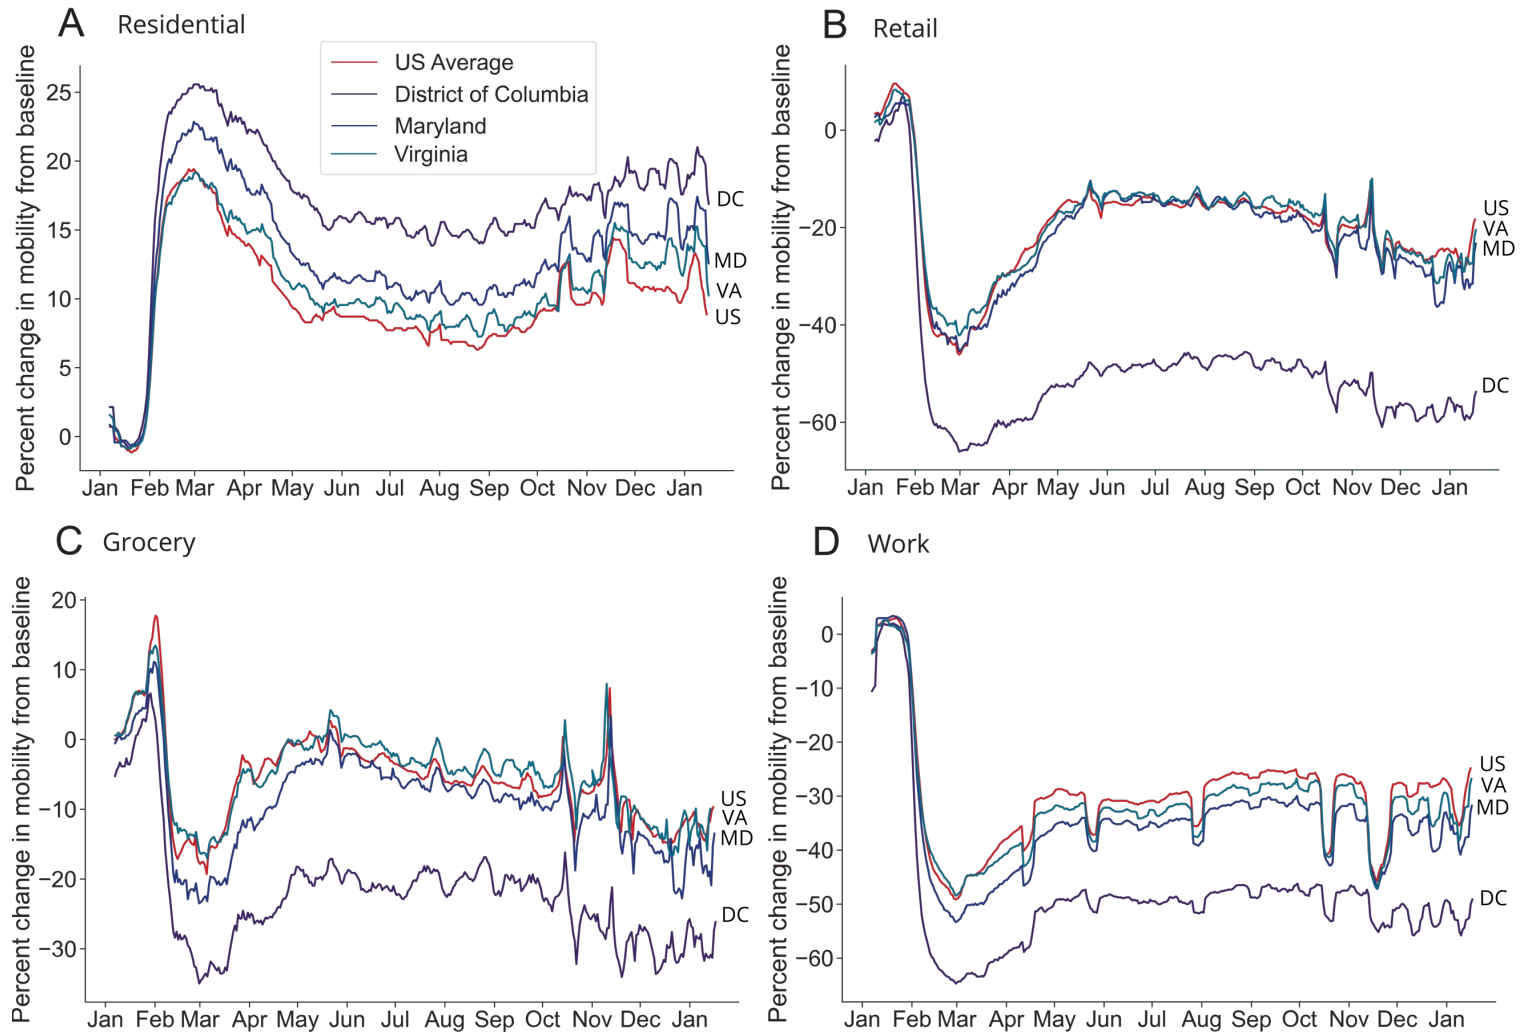 A Residential
Percent change in mobility from baseline
25
20
15
10
5
0
US Average
District of Columbia
Maryland
Virginia
DC
MD
VA
US
Jan Feb Mar Apr May Jun Jul Aug Sep Oct Nov Dec Jan
B Retail
Percent change in mobility from baseline
0
−20
−40
−60
US
VA
MD
DC
Jan Feb Mar Apr May Jun Jul Aug Sep Oct Nov Dec Jan
C Grocery
Percent change in mobility from baseline
20
10
0
−10
−20
−30
US
VA
MD
DC
Jan Feb Mar Apr May Jun Jul Aug Sep Oct Nov Dec Jan
D Work
Percent change in mobility from baseline
0
−10
−20
−30
−40
−50
−60
US
VA
MD
DC
Jan Feb Mar Apr May Jun Jul Aug Sep Oct Nov Dec Jan